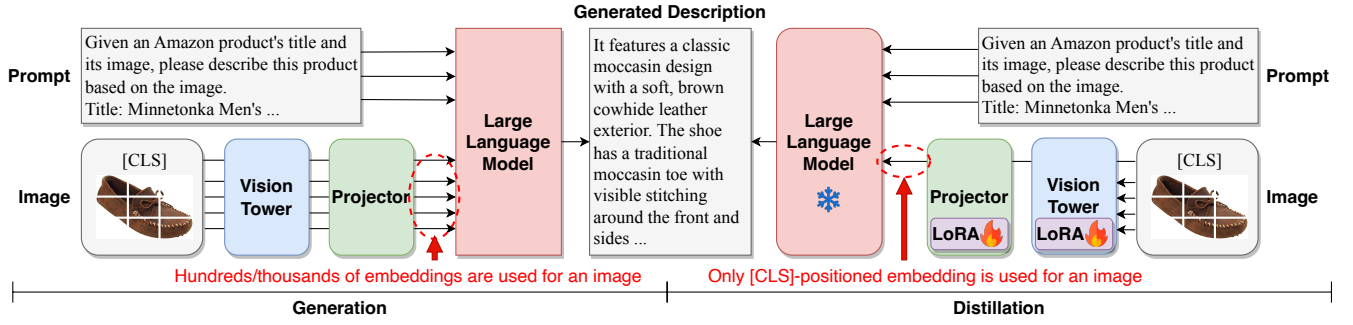 Generated Description
Prompt
Given an Amazon product's title and
its image, please describe this product
based on the image.
Title: Minnetonka Men's ...
Image
[CLS]
Vision
Tower
Projector
Large
Language
Model
It features a classic
moccasin design
with a soft, brown
cowhide leather
exterior. The shoe
has a traditional
moccasin toe with
visible stitching
around the front and
sides ...
Large
Language
Model
Given an Amazon product's title and
its image, please describe this product
based on the image.
Title: Minnetonka Men's ...
Prompt
Projector
LoRA
Vision
Tower
LoRA
[CLS]
Image
Hundreds/thousands of embeddings are used for an image
Only [CLS]-positioned embedding is used for an image
Generation
Distillation